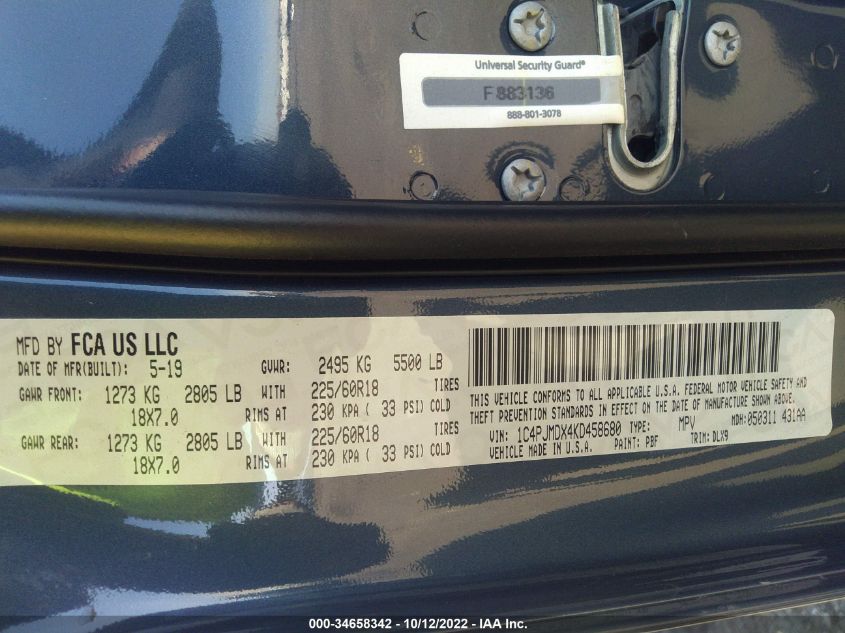 Universal Security Guard®
F 883136
888-801-3078
MFD BY FCA US LLC
DATE OF MFR(BUILT): 5-19 GVWR: 2495 KG 5500 LB
GAWR FRONT: 1273 KG 2805 LB WITH 225/60R18 TIRES
18X7.0 RIMS AT 230 KPA ( 33 PSI) COLD
GAWR REAR: 1273 KG 2805 LB WITH 225/60R18 TIRES
18X7.0 RIMS AT 230 KPA ( 33 PSI) COLD
THIS VEHICLE CONFORMS TO ALL APPLICABLE U.S.A. FEDERAL MOTOR VEHICLE SAFETY AND
THEFT PREVENTION STANDARDS IN EFFECT ON THE DATE OF MANUFACTURE SHOWN ABOVE.
VIN: 1C4PJMDX4KD458680 TYPE: MPV MDH: 050311 431AA
VEHICLE MADE IN U.S.A. PAINT: PBF TRIM: DLX9
000-34658342 - 10/12/2022 - IAA Inc.